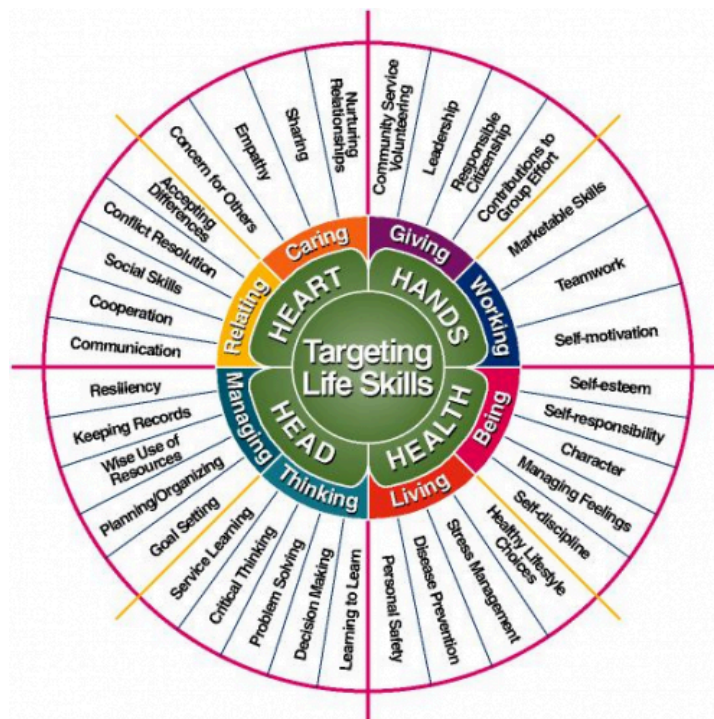 Targeting
Life Skills
HEART
HANDS
HEALTH
HEAD
Caring
Giving
Working
Being
Living
Thinking
Managing
Relating
Nurturing
Relationships
Sharing
Empathy
Concern for Others
Community Service
Volunteering
Leadership
Responsible
Citizenship
Contributions to
Group Effort
Marketable Skills
Teamwork
Self-motivation
Self-esteem
Self-responsibility
Character
Managing Feelings
Self-discipline
Healthy Lifestyle
Choices
Stress Management
Disease Prevention
Personal Safety
Learning to Learn
Decision Making
Problem Solving
Critical Thinking
Service Learning
Goal Setting
Planning/Organizing
Wise Use of
Resources
Keeping Records
Resiliency
Communication
Cooperation
Social Skills
Conflict Resolution
Accepting
Differences